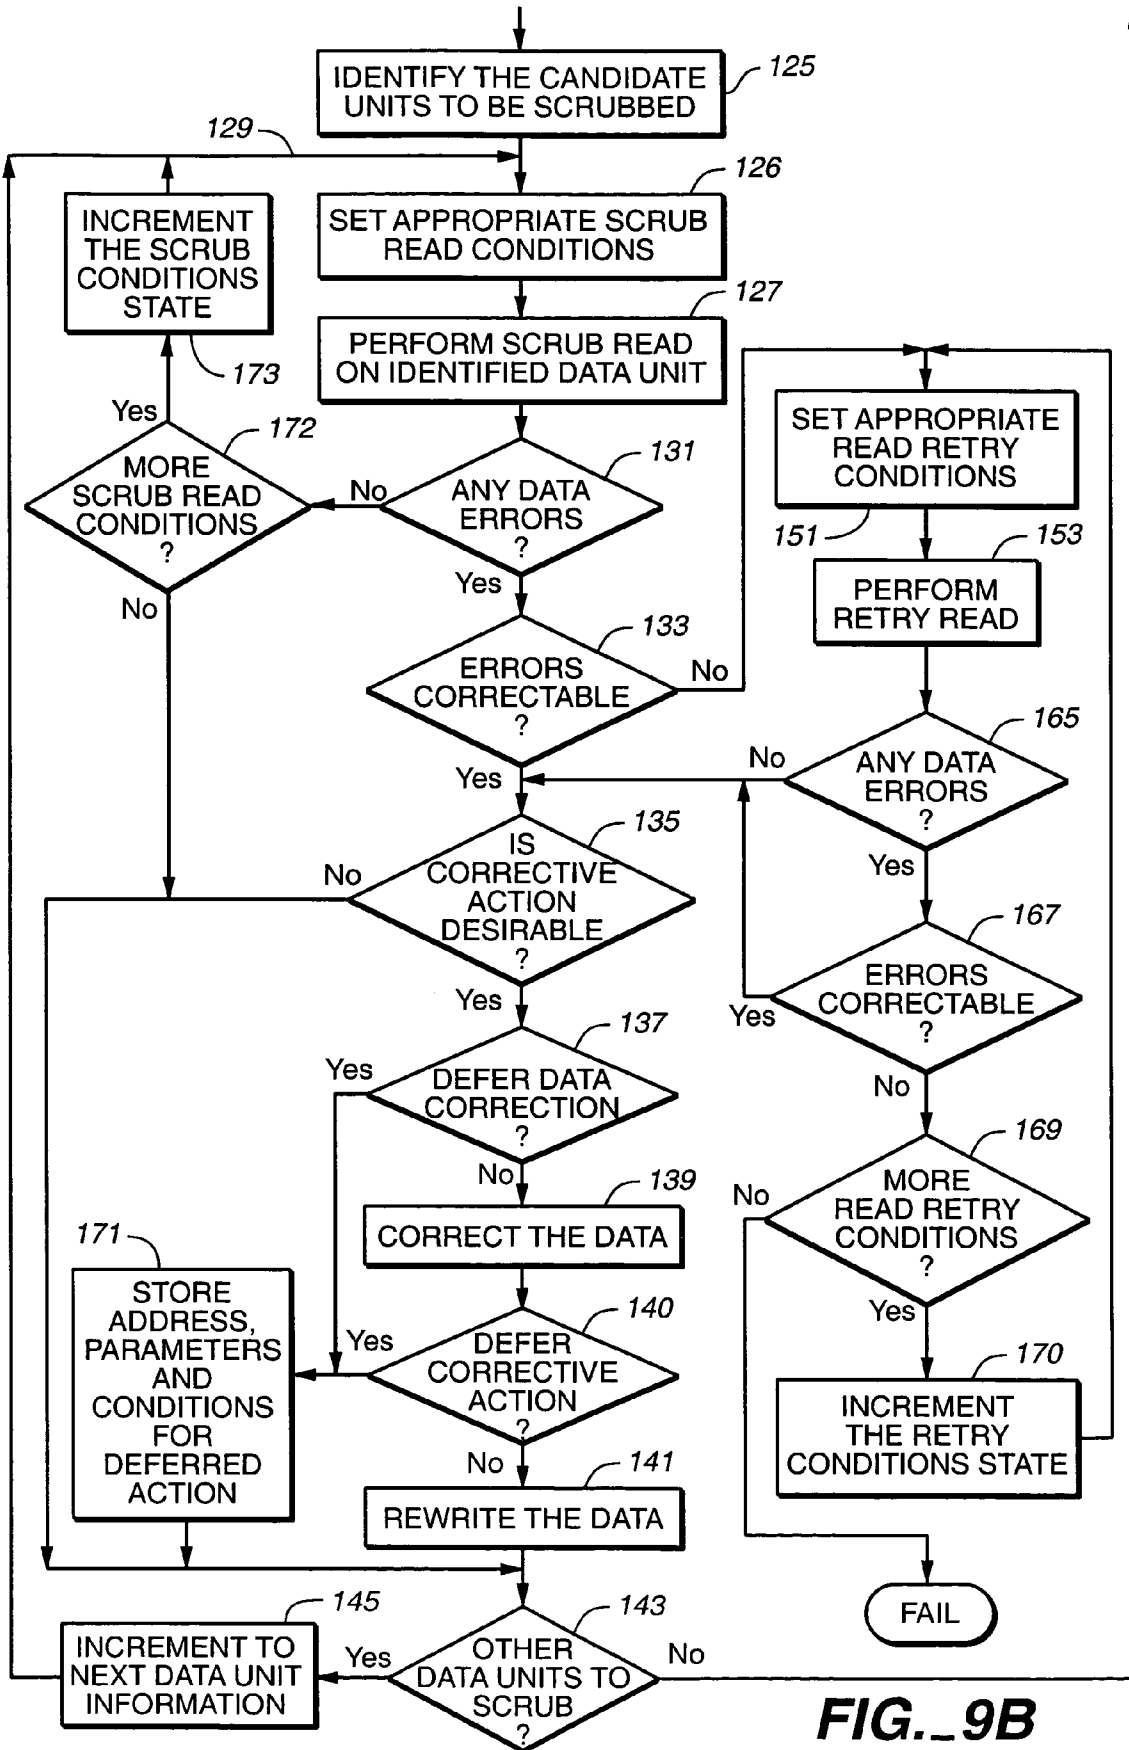 IDENTIFY THE CANDIDATE
UNITS TO BE SCRUBBED
125
129
126
SET APPROPRIATE SCRUB
READ CONDITIONS
INCREMENT
THE SCRUB
CONDITIONS
STATE
173
127
PERFORM SCRUB READ
ON IDENTIFIED DATA UNIT
Yes
172
MORE
SCRUB READ
CONDITIONS
?
No
No
131
ANY DATA
ERRORS
?
Yes
SET APPROPRIATE
READ RETRY
CONDITIONS
151
153
PERFORM
RETRY READ
133
ERRORS
CORRECTABLE
?
No
Yes
165
No
ANY DATA
ERRORS
?
Yes
135
IS
CORRECTIVE
ACTION
DESIRABLE
?
No
Yes
167
ERRORS
CORRECTABLE
?
Yes
No
137
Yes
DEFER DATA
CORRECTION
?
No
139
CORRECT THE DATA
169
No
MORE
READ RETRY
CONDITIONS
?
Yes
171
STORE
ADDRESS,
PARAMETERS
AND
CONDITIONS
FOR
DEFERRED
ACTION
140
Yes
DEFER
CORRECTIVE
ACTION
?
No
170
INCREMENT
THE RETRY
CONDITIONS STATE
141
REWRITE THE DATA
FAIL
145
INCREMENT TO
NEXT DATA UNIT
INFORMATION
143
Yes
OTHER
DATA UNITS TO
SCRUB
?
No
FIG._9B